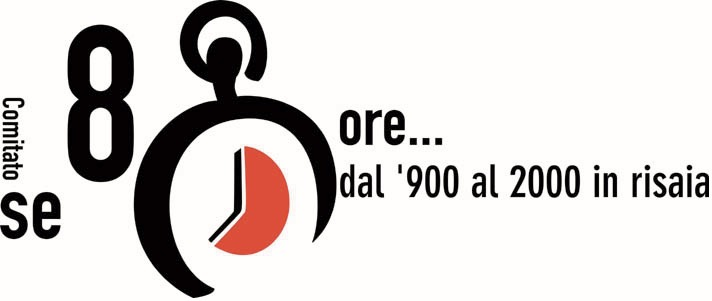 Comitato
se 8 ore...
dal '900 al 2000 in risaia